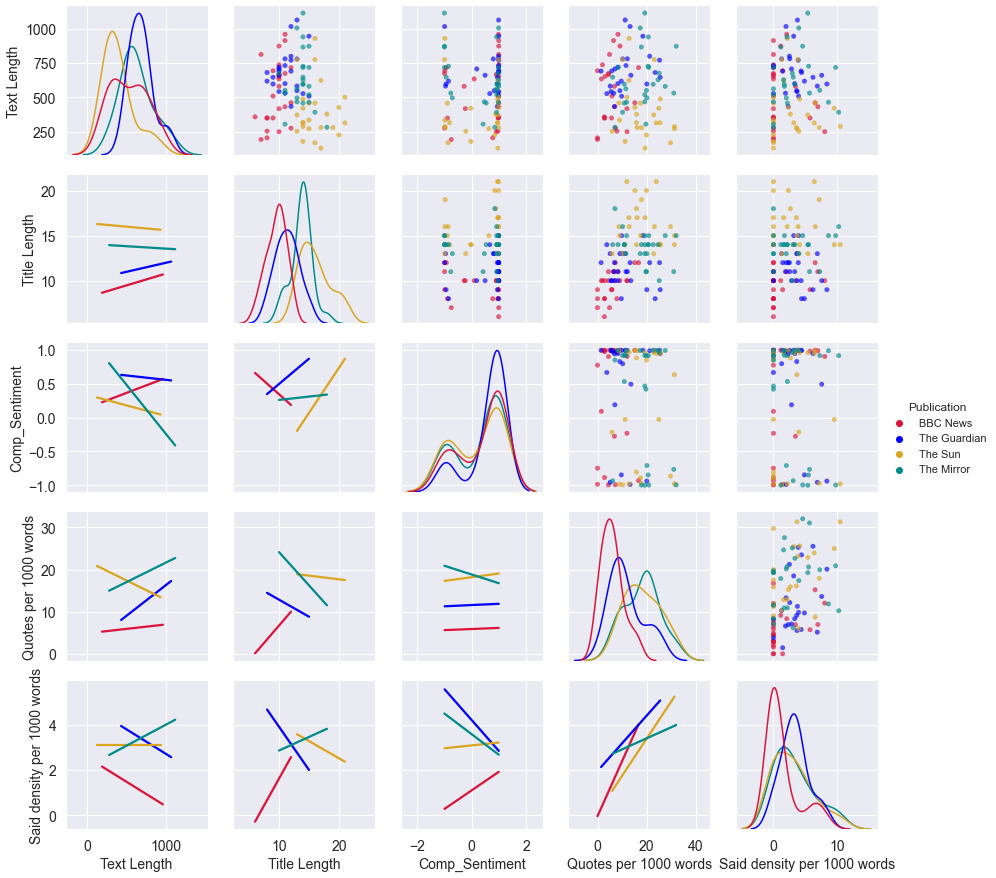 1000
750
500
250
Text Length
20
15
10
Title Length
1.0
0.5
0.0
−0.5
−1.0
Comp_Sentiment
Publication
BBC News
The Guardian
The Sun
The Mirror
30
20
10
0
Quotes per 1000 words
4
2
0
Said density per 1000 words
0 1000
10 20
−2 0 2
0 20 40
0 10
Text Length
Title Length
Comp_Sentiment
Quotes per 1000 words
Said density per 1000 words